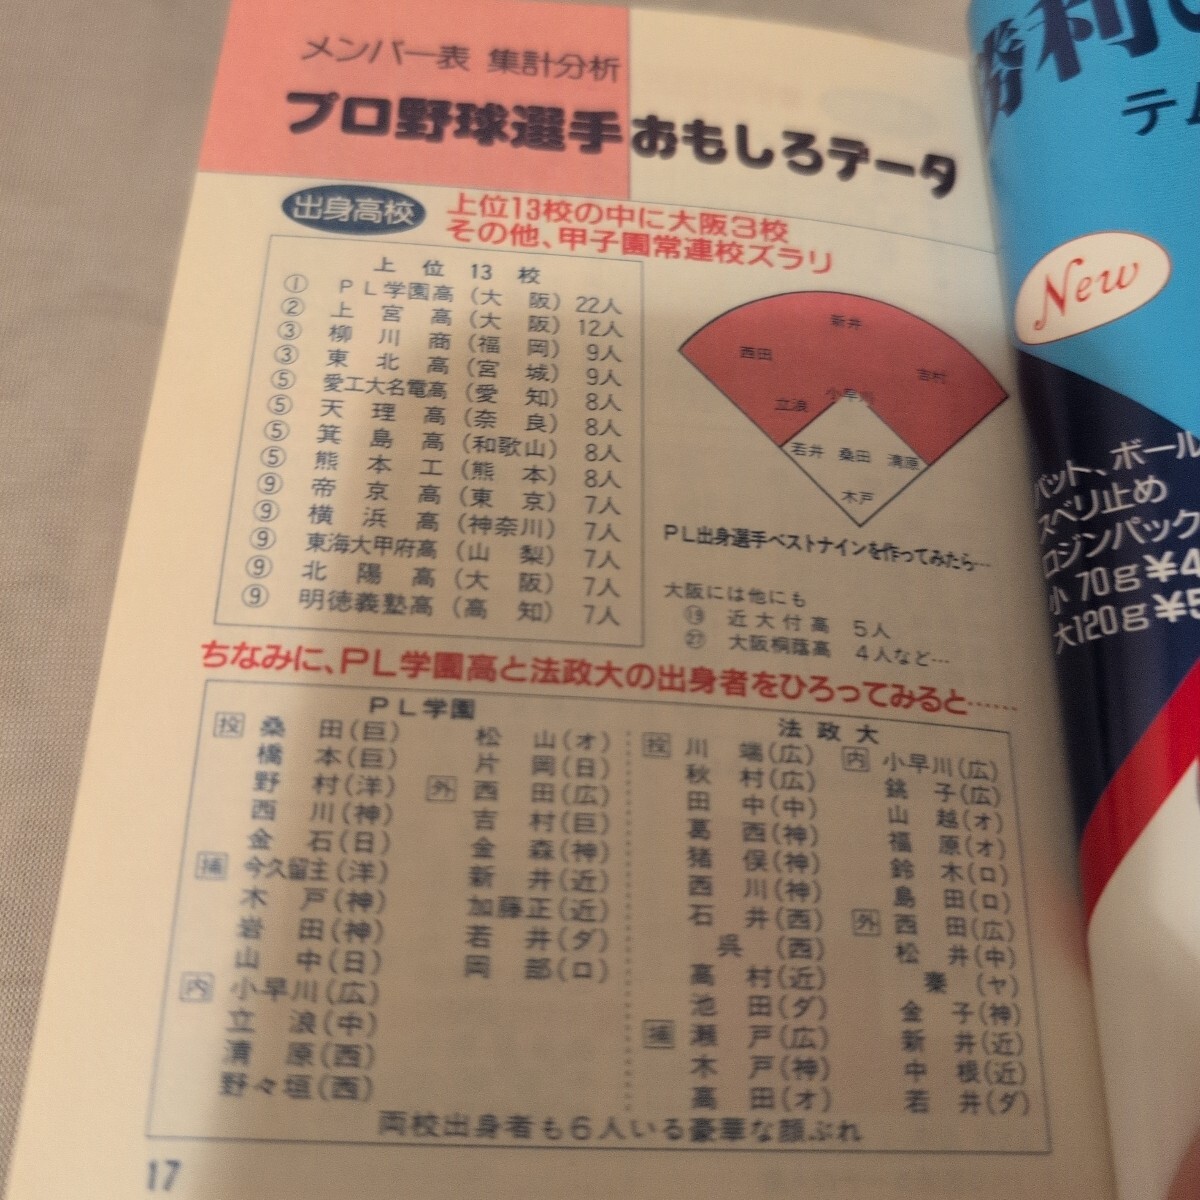 メンバー表 集計分析
プロ野球選手おもしろデータ
出身高校
上位13校の中に大阪3校
その他、甲子園常連校ズラリ
上位13校
① PL学園高(大阪) 22人
② 上宮高(大阪) 12人
③ 柳川商(福岡) 9人
③ 東北高(宮城) 9人
⑤ 愛工大名電高(愛知) 8人
⑤ 天理高(奈良) 8人
⑤ 箕島高(和歌山) 8人
⑤ 熊本工(熊本) 8人
⑨ 帝京高(東京) 7人
⑨ 横浜高(神奈川) 7人
⑨ 東海大甲府高(山梨) 7人
⑨ 北陽高(大阪) 7人
⑨ 明徳義塾高(高知) 7人
新井
西田
吉村
立浪
小早川
若井 桑田 清原
木戸
PL出身選手ベストナインを作ってみたら…
大阪には他にも
⑲ 近大付高 5人
㉗ 大阪桐蔭高 4人など…
ちなみに、PL学園高と法政大の出身者をひろってみると……
PL学園
投 桑田(巨)
橋本(巨)
野村(洋)
西川(神)
金石(日)
捕 今久留主(洋)
木戸(神)
岩田(神)
山中(日)
内 小早川(広)
立浪(中)
清原(西)
野々垣(西)
松山(オ)
片岡(日)
外 西田(広)
吉村(巨)
金森(神)
新井(近)
加藤正(近)
若井(ダ)
岡部(ロ)
法政大
投 川端(広)
秋村(広)
田中(中)
葛西(神)
猪俣(神)
西川(神)
石井(西)
呉(西)
高村(近)
池田(ダ)
捕 瀬戸(広)
木戸(神)
高田(オ)
内 小早川(広)
銚子(広)
山越(オ)
福原(オ)
鈴木(ロ)
島田(ロ)
外 西田(広)
松井(中)
秦(ヤ)
金子(神)
新井(近)
中根(近)
若井(ダ)
両校出身者も6人いる豪華な顔ぶれ
17
勝利
テ
New
バット、ボール
スベリ止め
ロジンパック
小 70g ¥4
大120g ¥5